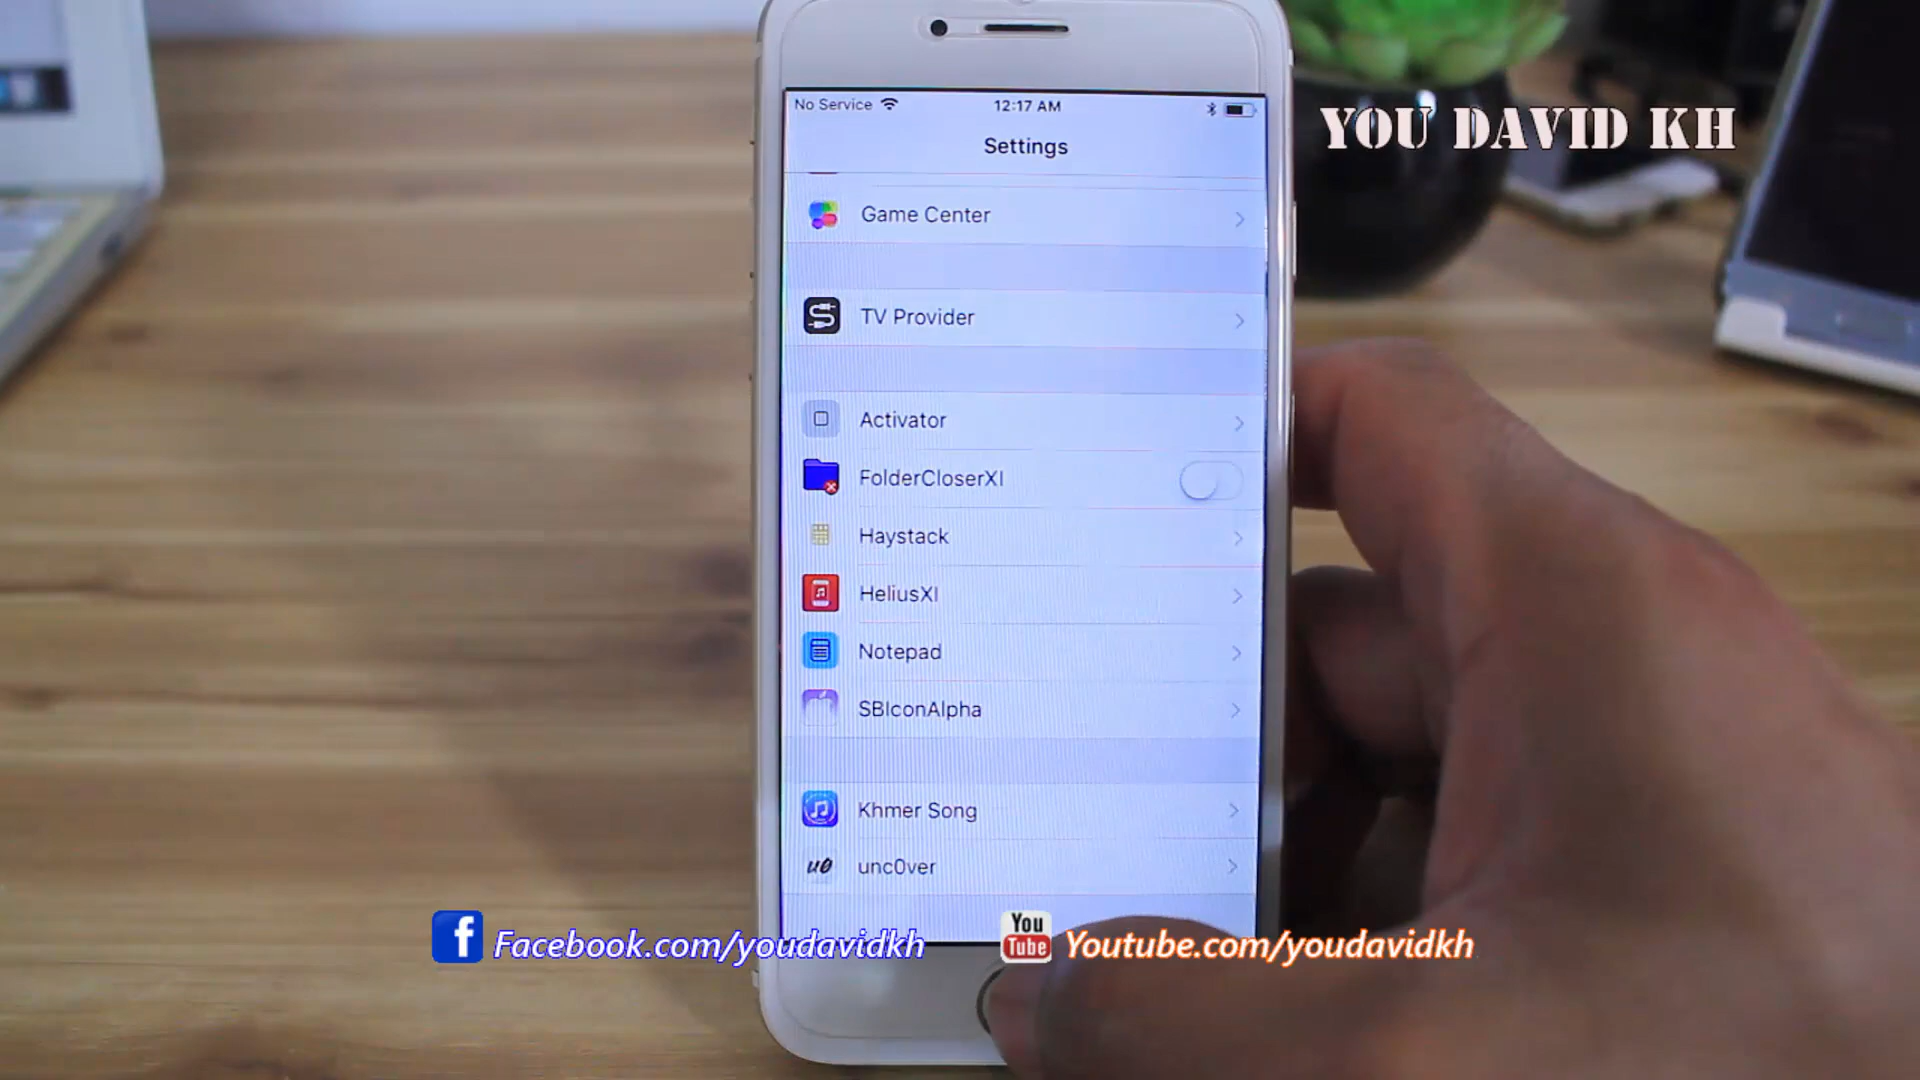 No Service
12:17 AM
Settings
YOU DAVID KH
Game Center
TV Provider
Activator
FolderCloserXI
Haystack
HeliusXI
Notepad
SBIconAlpha
Khmer Song
u0 unc0ver
f Facebook.com/youdavidkh
You Tube Youtube.com/youdavidkh